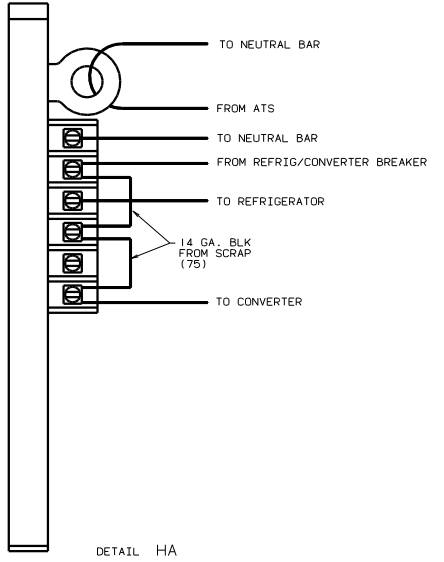 TO NEUTRAL BAR
FROM ATS
TO NEUTRAL BAR
FROM REFRIG/CONVERTER BREAKER
TO REFRIGERATOR
14 GA. BLK
FROM SCRAP
(75)
TO CONVERTER
DETAIL HA